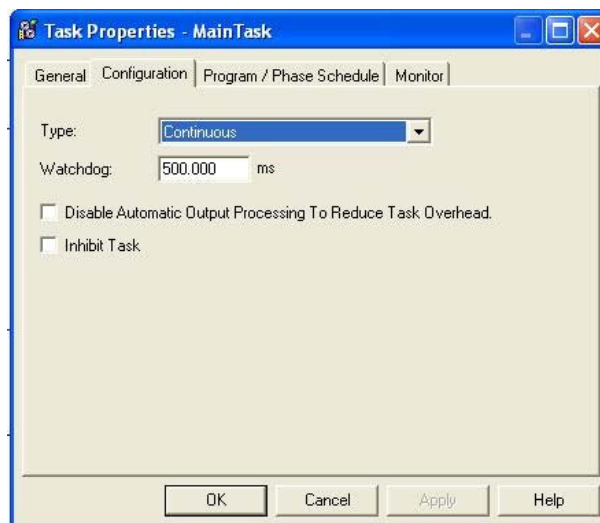 Task Properties - MainTask
General Configuration Program / Phase Schedule Monitor
Type: Continuous
Watchdog: 500.000 ms
Disable Automatic Output Processing To Reduce Task Overhead.
Inhibit Task
OK Cancel Apply Help